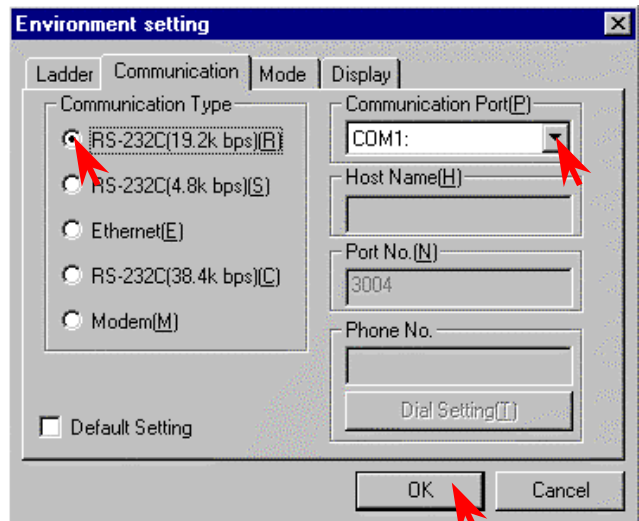 Environment setting
Ladder Communication Mode Display
Communication Type
RS-232C(19.2k bps)(R)
RS-232C(4.8k bps)(S)
Ethernet(E)
RS-232C(38.4k bps)(C)
Modem(M)
Default Setting
Communication Port(P)
COM1:
Host Name(H)
Port No.(N)
3004
Phone No.
Dial Setting(T)
OK Cancel